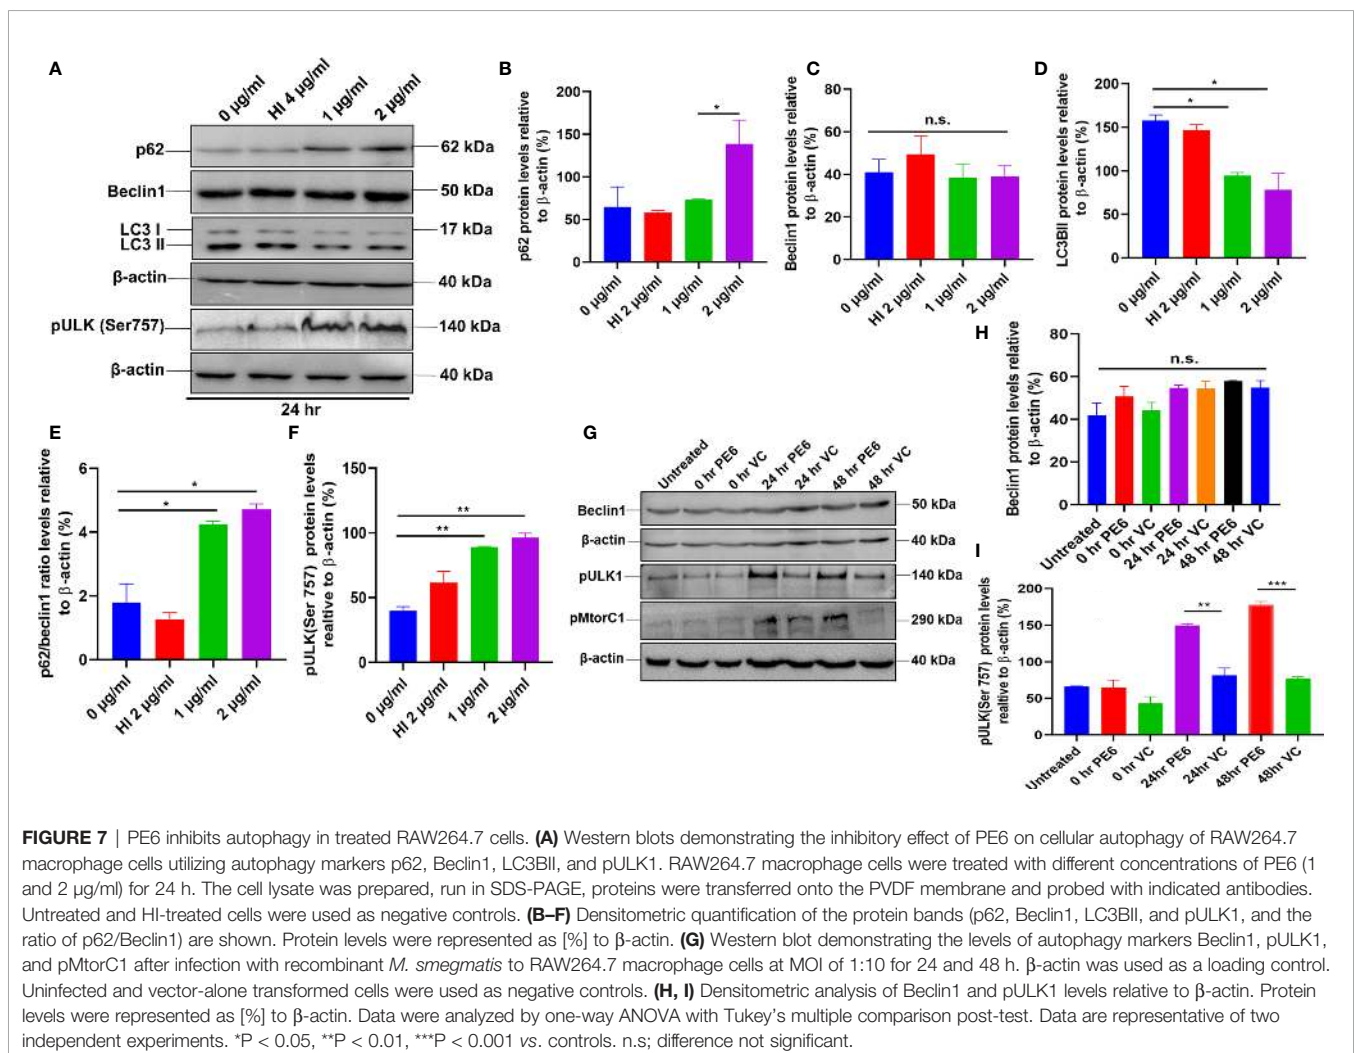 A
0 µg/ml
HI 4 µg/ml
1 µg/ml
2 µg/ml
p62
62 kDa
Beclin1
50 kDa
LC3 I
17 kDa
LC3 II
β-actin
40 kDa
pULK (Ser757)
140 kDa
β-actin
40 kDa
24 hr
B
p62 protein levels relative
to β-actin (%)
200
150
100
50
0
*
0 µg/ml
HI 2 µg/ml
1 µg/ml
2 µg/ml
C
Beclin1 protein levels relative
to β-actin (%)
80
60
40
20
0
n.s.
0 µg/ml
HI 2 µg/ml
1 µg/ml
2 µg/ml
D
LC3BII protein levels relative
to β-actin (%)
200
150
100
50
0
*
*
0 µg/ml
HI 2 µg/ml
1 µg/ml
2 µg/ml
E
p62/beclin1 ratio levels relative
to β-actin (%)
6
4
2
0
*
*
0 µg/ml
HI 2 µg/ml
1 µg/ml
2 µg/ml
F
pULK(Ser 757) protein levels
realtive to β-actin (%)
150
100
50
0
**
**
0 µg/ml
HI 2 µg/ml
1 µg/ml
2 µg/ml
G
Untreated
0 hr PE6
0 hr VC
24 hr PE6
24 hr VC
48 hr PE6
48 hr VC
Beclin1
50 kDa
β-actin
40 kDa
pULK1
140 kDa
pMtorC1
290 kDa
β-actin
40 kDa
H
Beclin1 protein levels relative
to β-actin (%)
80
60
40
20
0
n.s.
Untreated
0 hr PE6
0 hr VC
24 hr PE6
24 hr VC
48 hr PE6
48 hr VC
I
pULK(Ser 757) protein levels
realtive to β-actin (%)
200
150
100
50
0
**
***
Untreated
0 hr PE6
0 hr VC
24hr PE6
24hr VC
48hr PE6
48hr VC
FIGURE 7 | PE6 inhibits autophagy in treated RAW264.7 cells. (A) Western blots demonstrating the inhibitory effect of PE6 on cellular autophagy of RAW264.7
macrophage cells utilizing autophagy markers p62, Beclin1, LC3BII, and pULK1. RAW264.7 macrophage cells were treated with different concentrations of PE6 (1
and 2 µg/ml) for 24 h. The cell lysate was prepared, run in SDS-PAGE, proteins were transferred onto the PVDF membrane and probed with indicated antibodies.
Untreated and HI-treated cells were used as negative controls. (B–F) Densitometric quantification of the protein bands (p62, Beclin1, LC3BII, and pULK1, and the
ratio of p62/Beclin1) are shown. Protein levels were represented as [%] to β-actin. (G) Western blot demonstrating the levels of autophagy markers Beclin1, pULK1,
and pMtorC1 after infection with recombinant M. smegmatis to RAW264.7 macrophage cells at MOI of 1:10 for 24 and 48 h. β-actin was used as a loading control.
Uninfected and vector-alone transformed cells were used as negative controls. (H, I) Densitometric analysis of Beclin1 and pULK1 levels relative to β-actin. Protein
levels were represented as [%] to β-actin. Data were analyzed by one-way ANOVA with Tukey's multiple comparison post-test. Data are representative of two
independent experiments. *P < 0.05, **P < 0.01, ***P < 0.001 vs. controls. n.s; difference not significant.